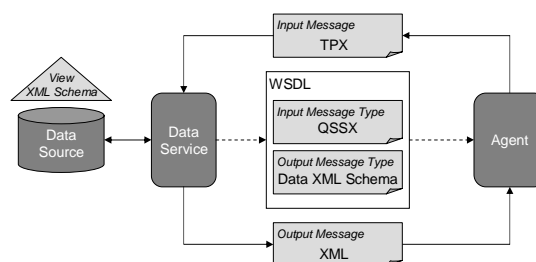 Input Message
TPX
View
XML Schema
WSDL
Input Message Type
QSSX
Data
Source
Data
Service
Agent
Output Message Type
Data XML Schema
Output Message
XML